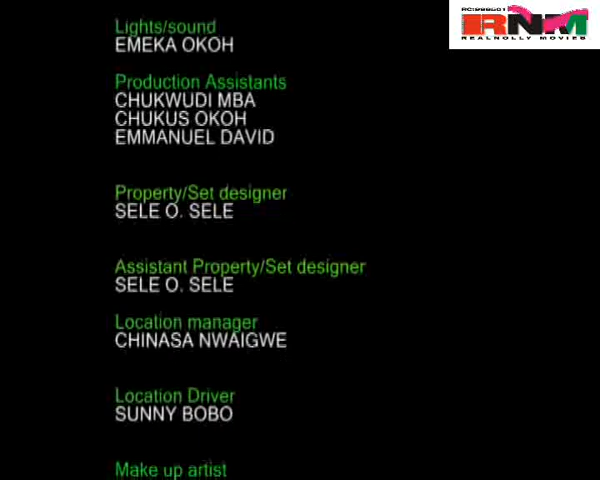 Lights/sound
EMEKA OKOH
Production Assistants
CHUKWUDI MBA
CHUKUS OKOH
EMMANUEL DAVID
Property/Set designer
SELE O. SELE
Assistant Property/Set designer
SELE O. SELE
Location manager
CHINASA NWAIGWE
Location Driver
SUNNY BOBO
Make up artist
RNM
REALNOLLY MOVIES